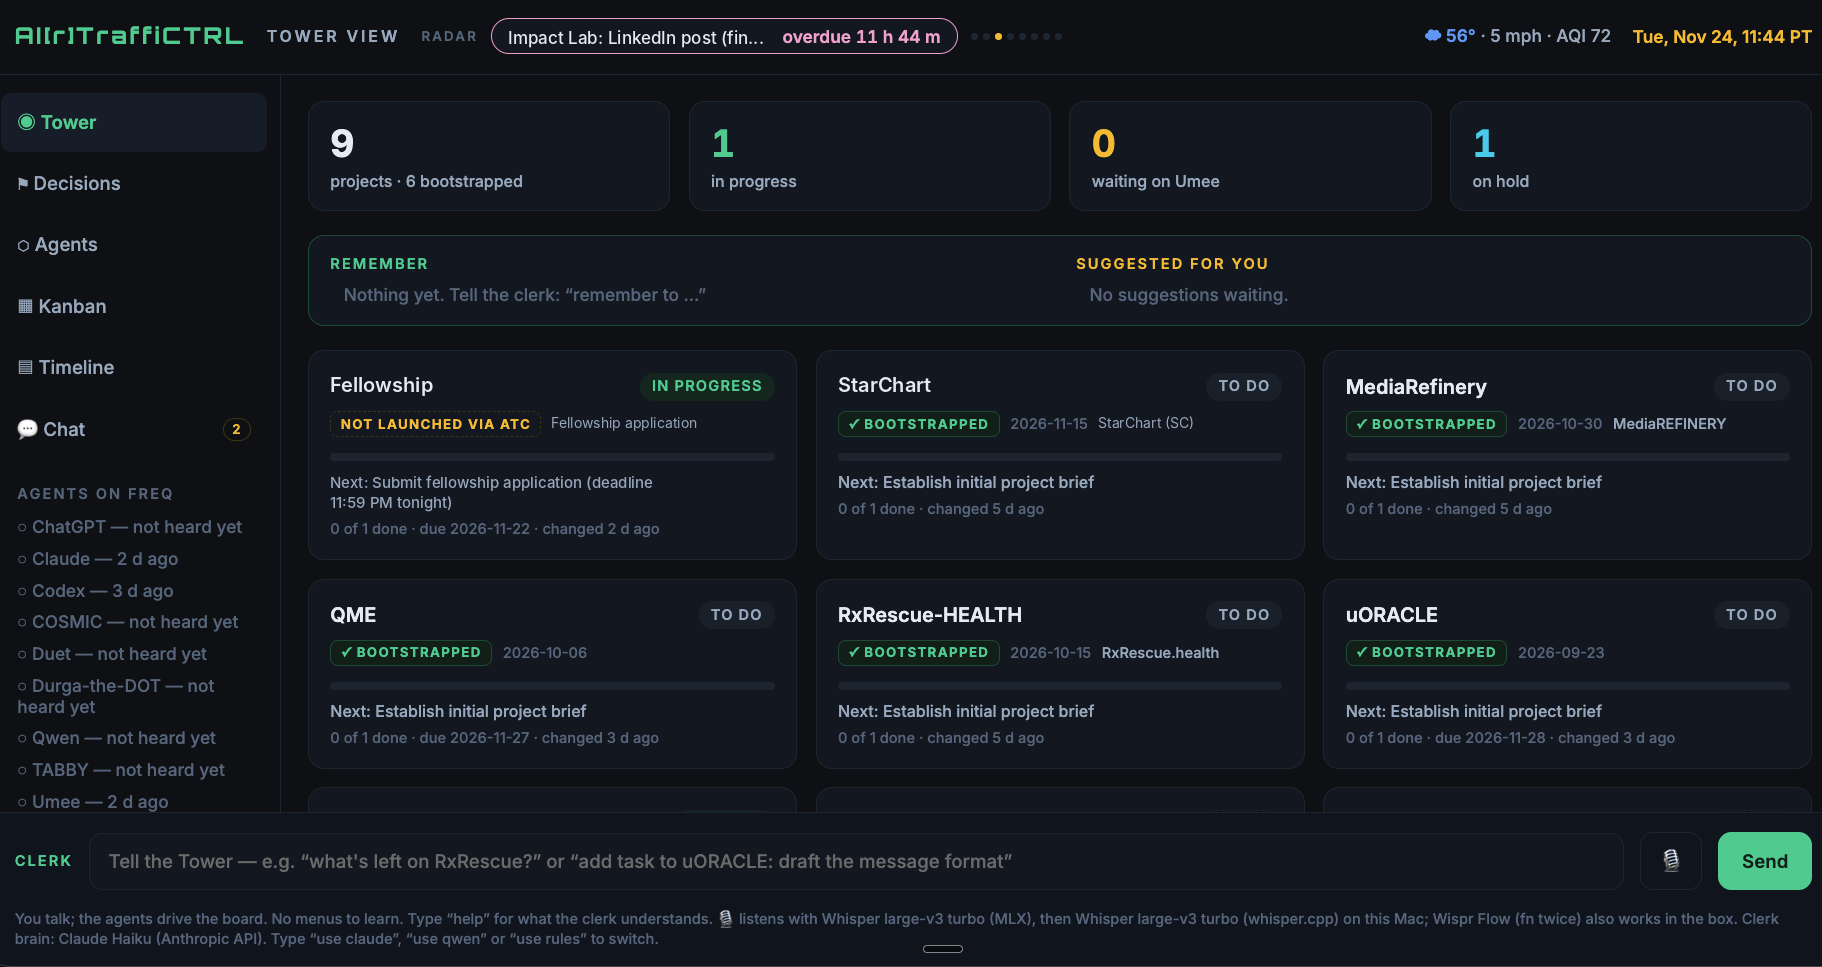 AI[r]TraffiCTRL TOWER VIEW RADAR Impact Lab: LinkedIn post (fin... overdue 11 h 44 m 56° · 5 mph · AQI 72 Tue, Nov 24, 11:44 PT
Tower
Decisions
Agents
Kanban
Timeline
Chat 2
AGENTS ON FREQ
ChatGPT — not heard yet
Claude — 2 d ago
Codex — 3 d ago
COSMIC — not heard yet
Duet — not heard yet
Durga-the-DOT — not
heard yet
Qwen — not heard yet
TABBY — not heard yet
Umee — 2 d ago
9
projects · 6 bootstrapped
1
in progress
0
waiting on Umee
1
on hold
REMEMBER
Nothing yet. Tell the clerk: “remember to ...”
SUGGESTED FOR YOU
No suggestions waiting.
Fellowship IN PROGRESS
NOT LAUNCHED VIA ATC Fellowship application
Next: Submit fellowship application (deadline
11:59 PM tonight)
0 of 1 done · due 2026-11-22 · changed 2 d ago
StarChart TO DO
✓ BOOTSTRAPPED 2026-11-15 StarChart (SC)
Next: Establish initial project brief
0 of 1 done · changed 5 d ago
MediaRefinery TO DO
✓ BOOTSTRAPPED 2026-10-30 MediaREFINERY
Next: Establish initial project brief
0 of 1 done · changed 5 d ago
QME TO DO
✓ BOOTSTRAPPED 2026-10-06
Next: Establish initial project brief
0 of 1 done · due 2026-11-27 · changed 3 d ago
RxRescue-HEALTH TO DO
✓ BOOTSTRAPPED 2026-10-15 RxRescue.health
Next: Establish initial project brief
0 of 1 done · changed 5 d ago
uORACLE TO DO
✓ BOOTSTRAPPED 2026-09-23
Next: Establish initial project brief
0 of 1 done · due 2026-11-28 · changed 3 d ago
CLERK Tell the Tower — e.g. “what's left on RxRescue?” or “add task to uORACLE: draft the message format” Send
You talk; the agents drive the board. No menus to learn. Type “help” for what the clerk understands. 🎙 listens with Whisper large-v3 turbo (MLX), then Whisper large-v3 turbo (whisper.cpp) on this Mac; Wispr Flow (fn twice) also works in the box. Clerk
brain: Claude Haiku (Anthropic API). Type “use claude”, “use qwen” or “use rules” to switch.